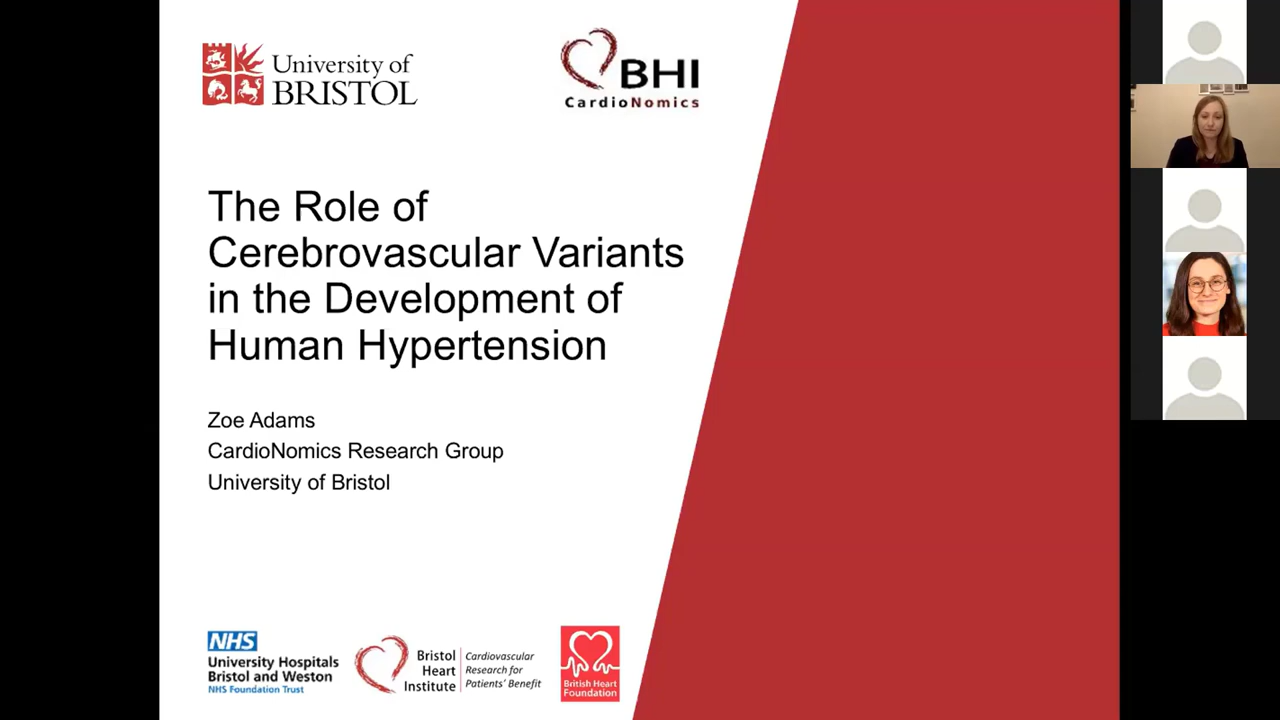 University of
BRISTOL
BHI
CardioNomics
The Role of
Cerebrovascular Variants
in the Development of
Human Hypertension
Zoe Adams
CardioNomics Research Group
University of Bristol
NHS
University Hospitals
Bristol and Weston
NHS Foundation Trust
Bristol
Heart
Institute
Cardiovascular
Research for
Patients' Benefit
British Heart
Foundation